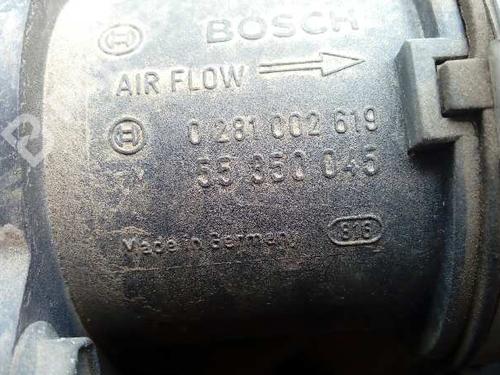 BOSCH
AIR FLOW
0 281 002 619
55 350 045
Made in Germany
816